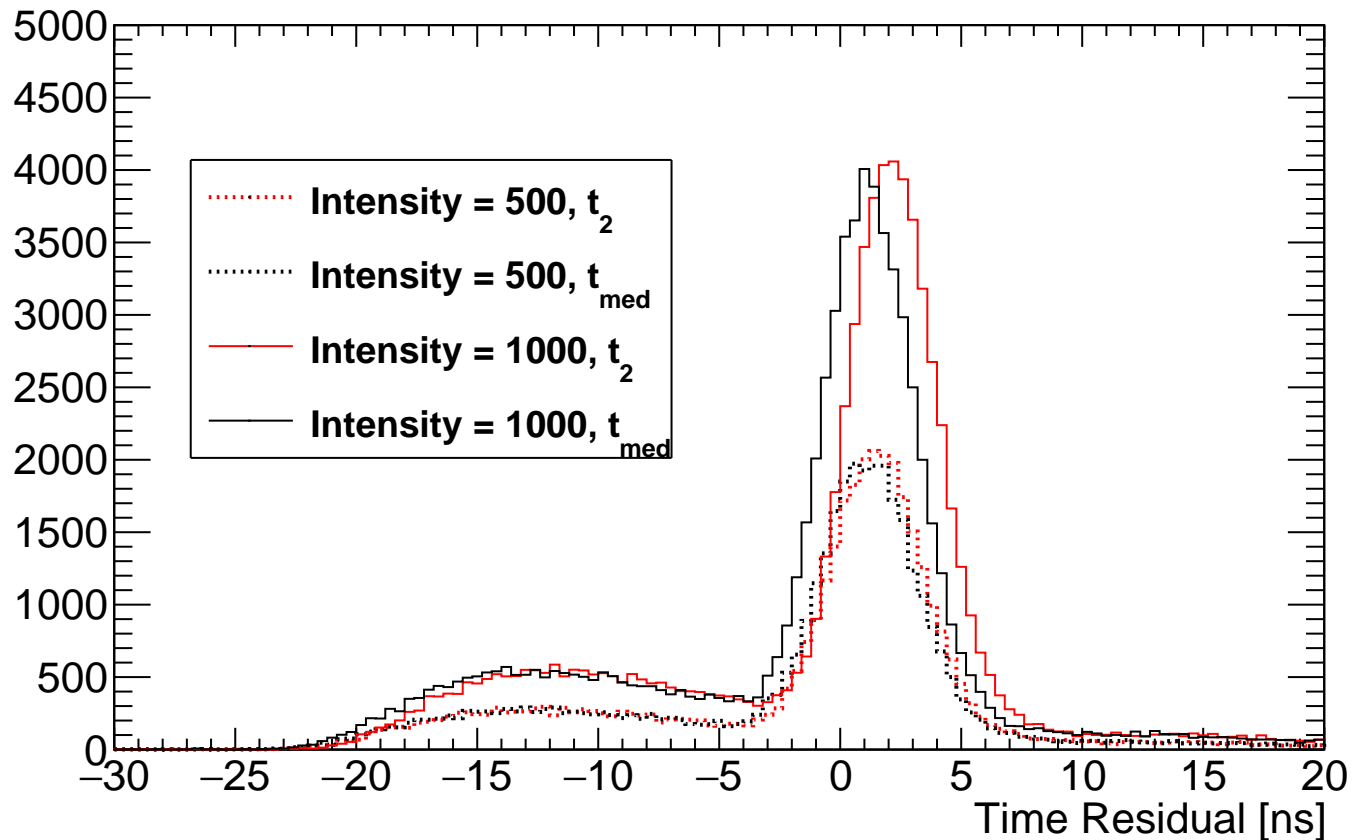 5000
4500
4000
3500
3000
2500
2000
1500
1000
500
0
Intensity = 500, t2
Intensity = 500, tmed
Intensity = 1000, t2
Intensity = 1000, tmed
−30 −25 −20 −15 −10 −5 0 5 10 15 20
Time Residual [ns]